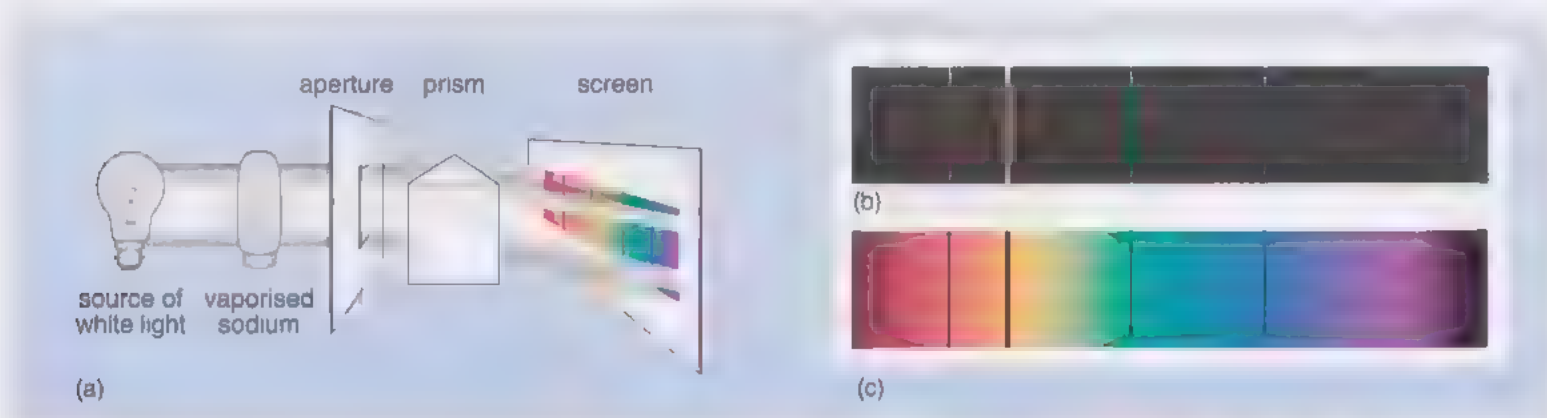 aperture prism screen
source of
white light
vaporised
sodium
(a)
(b)
(c)